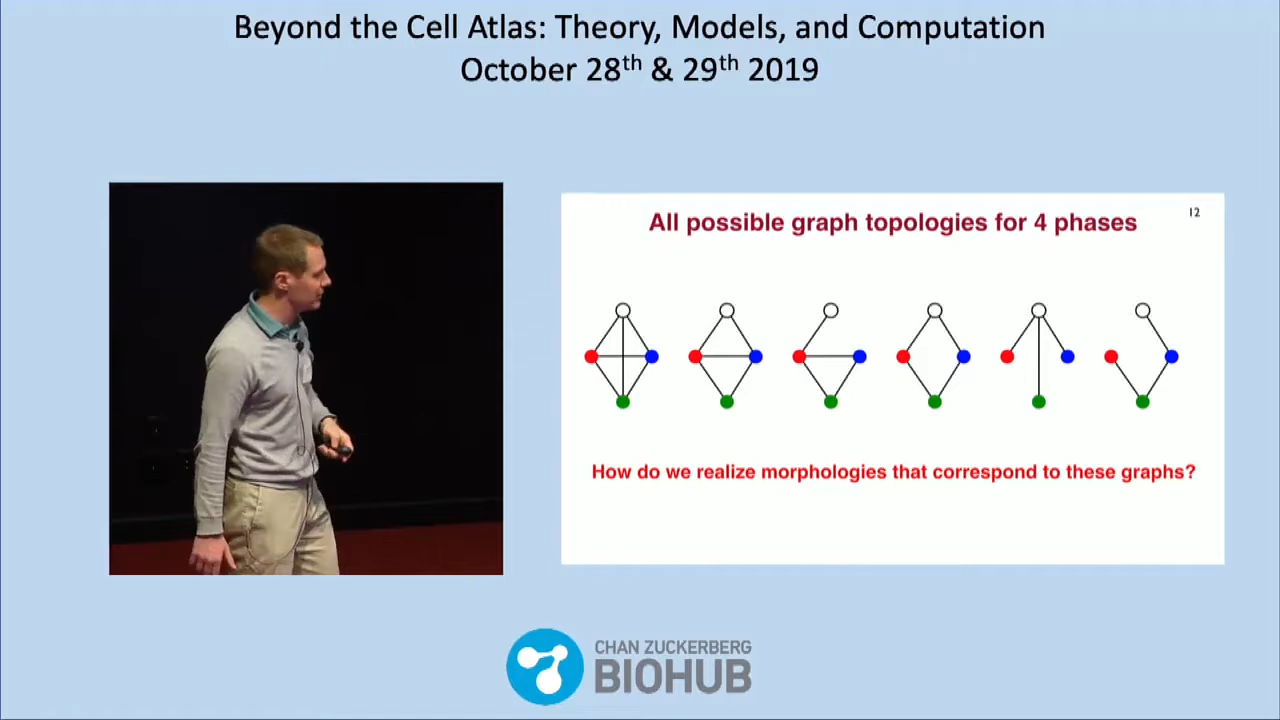 Beyond the Cell Atlas: Theory, Models, and Computation
October 28th & 29th 2019
All possible graph topologies for 4 phases
12
How do we realize morphologies that correspond to these graphs?
CHAN ZUCKERBERG
BIOHUB